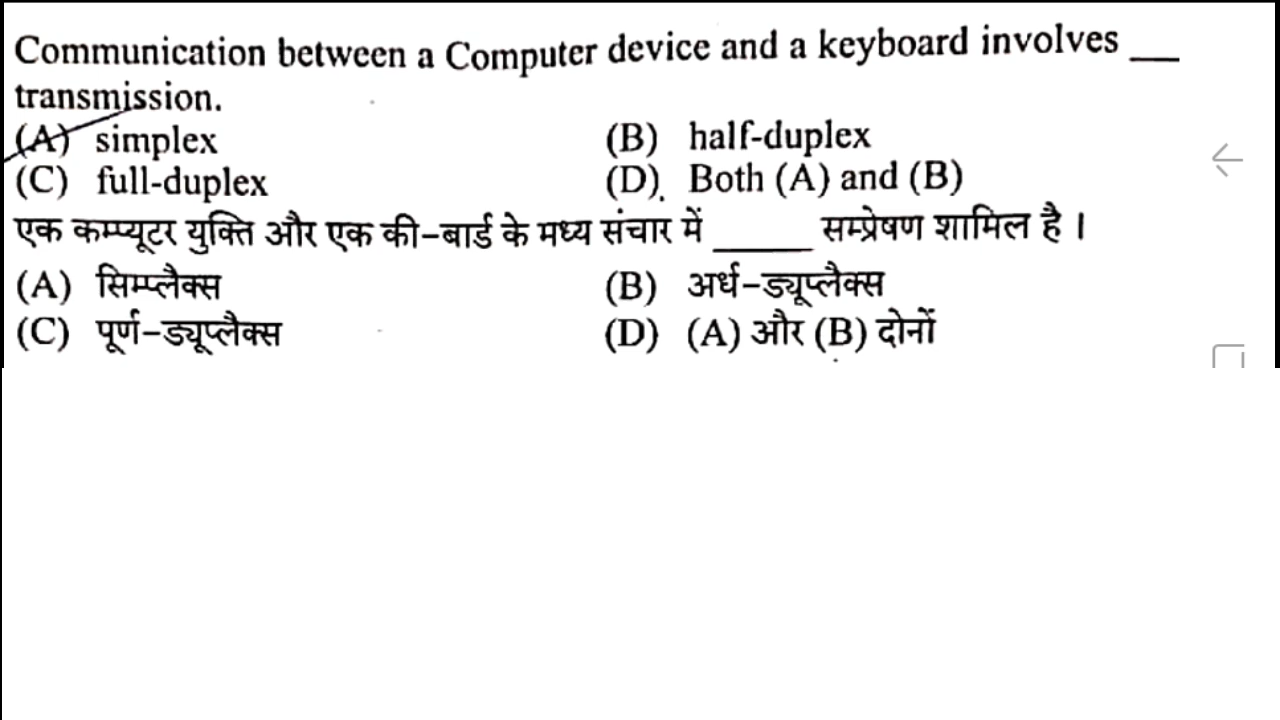 Communication between a Computer device and a keyboard involves ___
transmission.
(A) simplex (B) half-duplex
(C) full-duplex (D). Both (A) and (B)
एक कम्प्यूटर युक्ति और एक की-बार्ड के मध्य संचार में _____ सम्प्रेषण शामिल है ।
(A) सिम्प्लैक्स (B) अर्ध-ड्यूप्लैक्स
(C) पूर्ण-ड्यूप्लैक्स (D) (A) और (B) दोनों